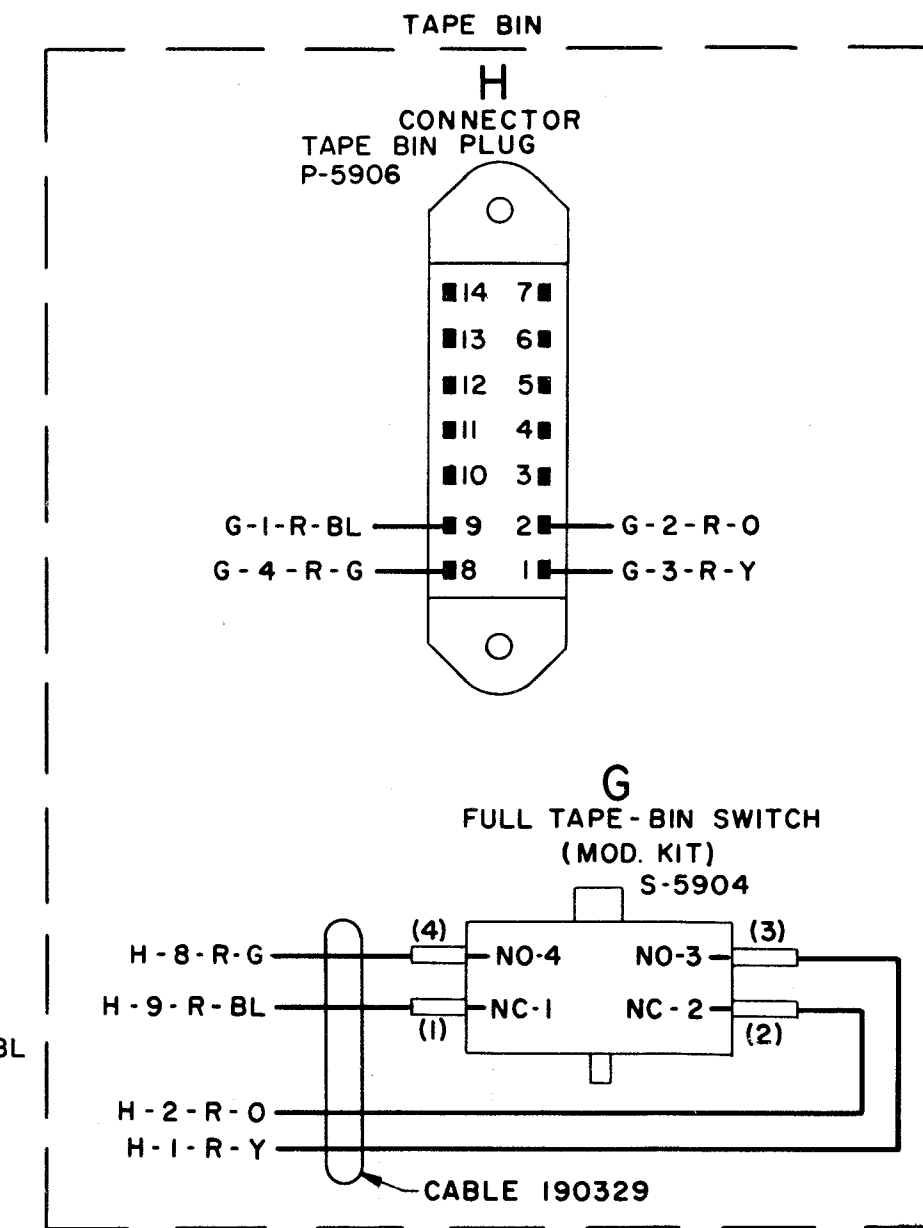 TAPE BIN
H
CONNECTOR
TAPE BIN PLUG
P-5906
14 7
13 6
12 5
11 4
10 3
G-1-R-BL 9 2 G-2-R-O
G-4-R-G 8 1 G-3-R-Y
G
FULL TAPE-BIN SWITCH
(MOD. KIT)
S-5904
(4) (3)
H-8-R-G NO-4 NO-3
H-9-R-BL NC-1 NC-2
(1) (2)
BL
H-2-R-O
H-1-R-Y
CABLE 190329